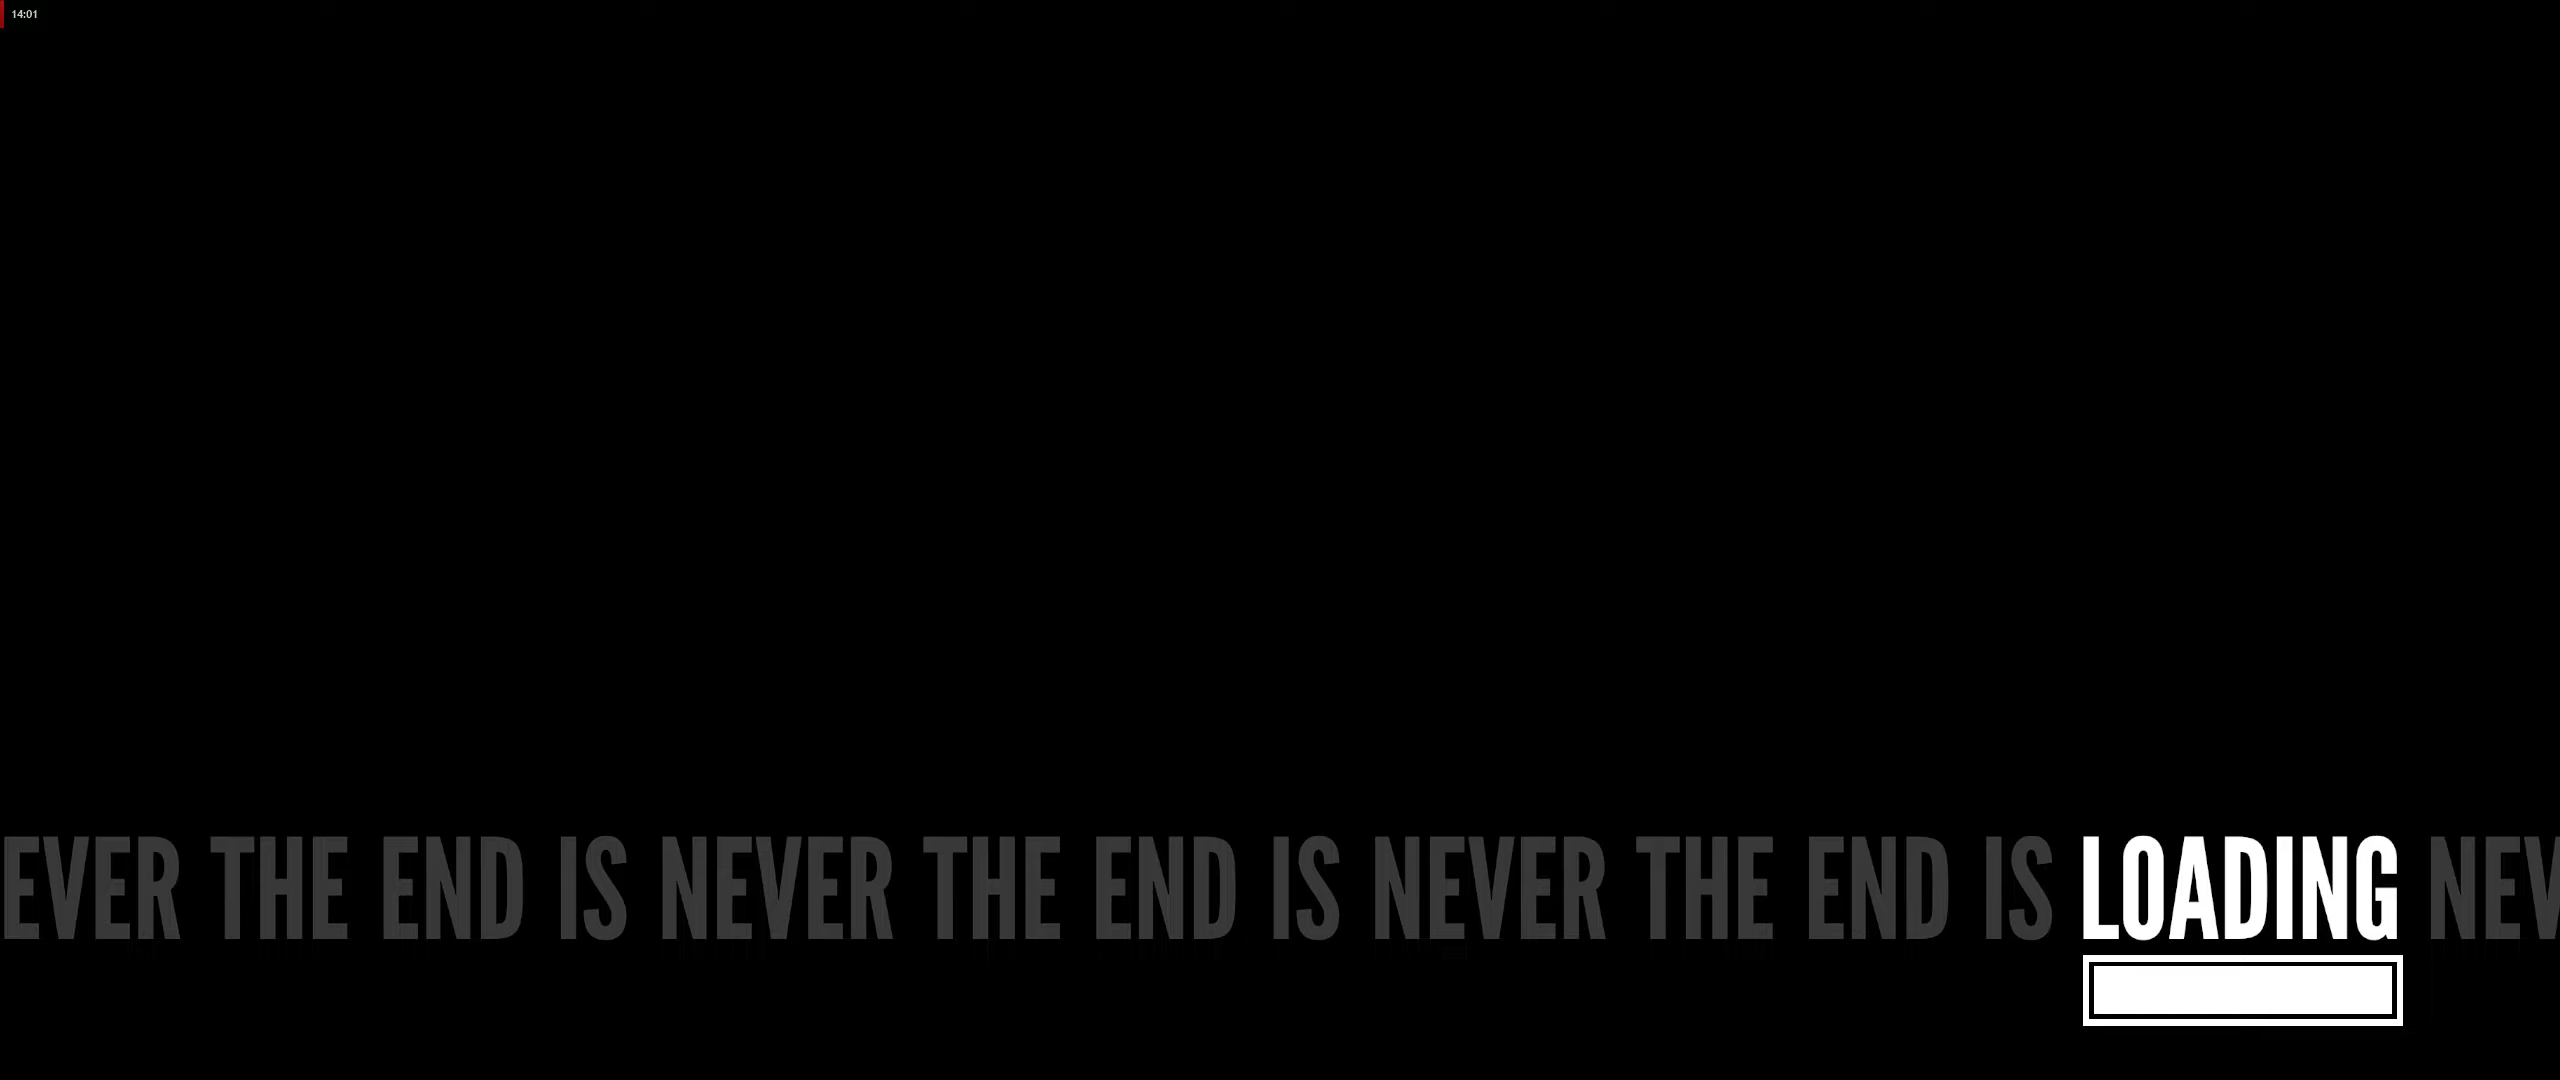 14:01
EVER THE END IS NEVER THE END IS NEVER THE END IS LOADING NEV